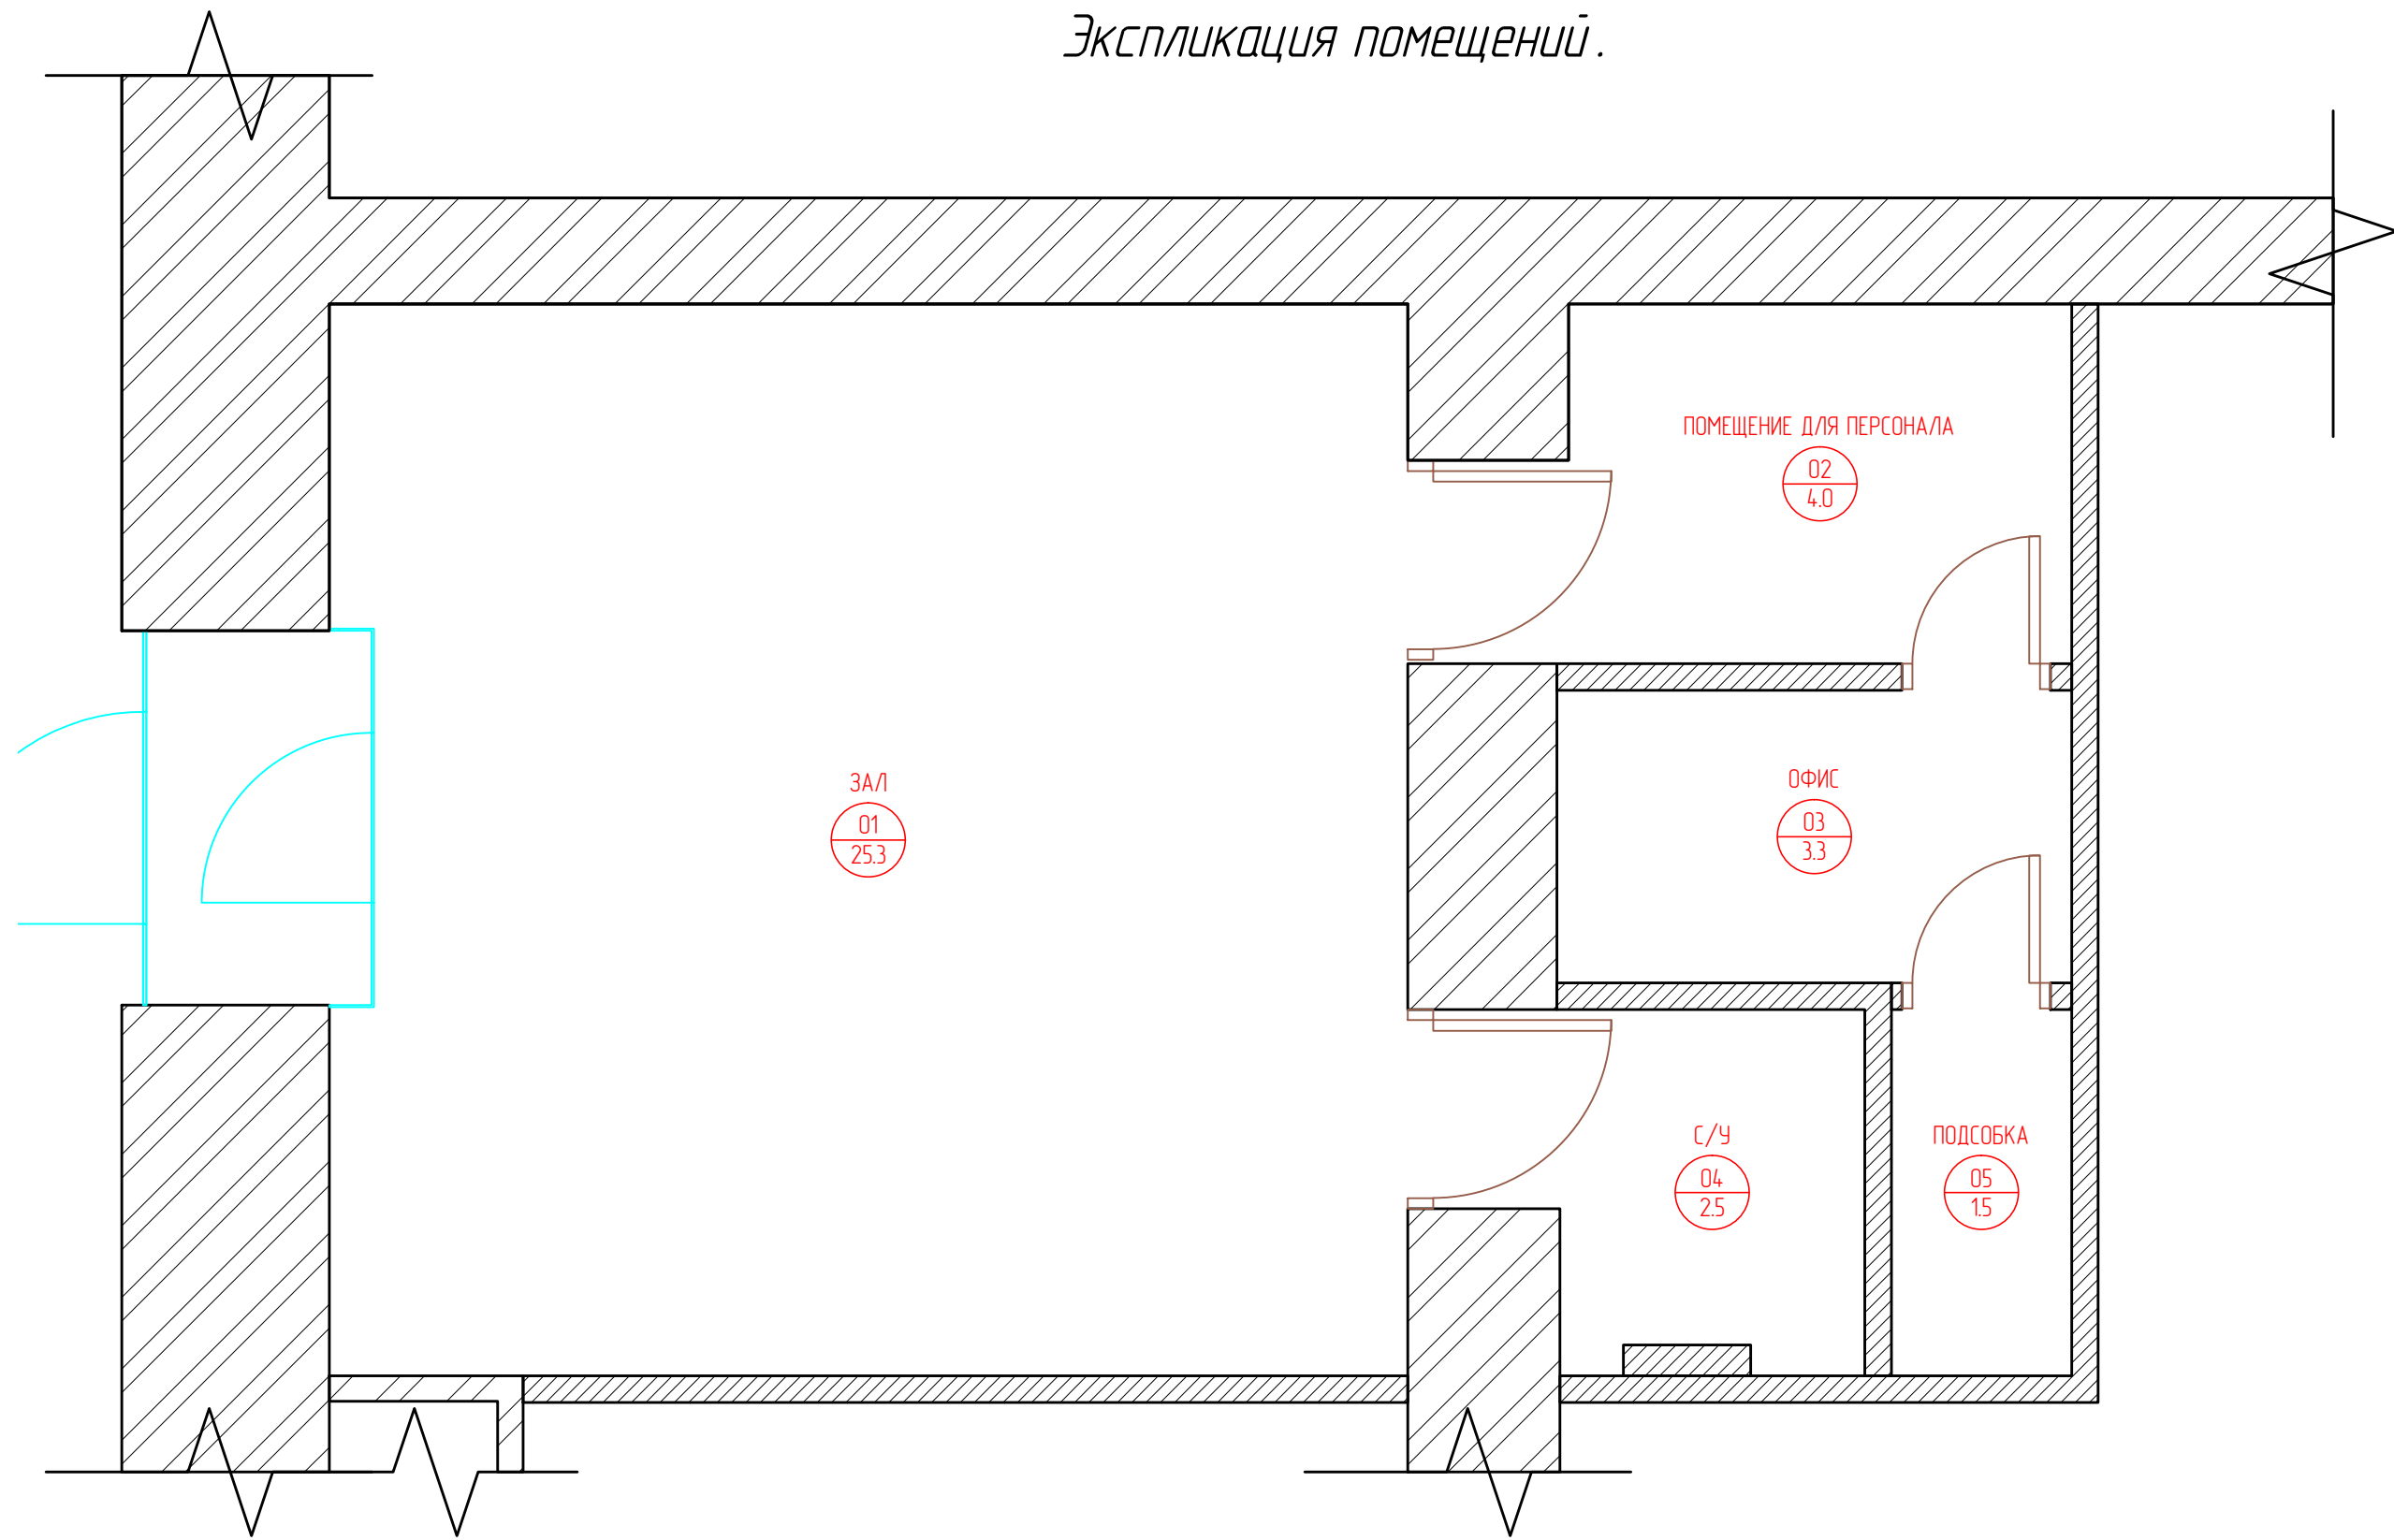 Экспликация помещений.
ПОМЕЩЕНИЕ ДЛЯ ПЕРСОНАЛА
02
4.0
ЗАЛ
01
25.3
ОФИС
03
3.3
С/У
04
2.5
ПОДСОБКА
05
1.5